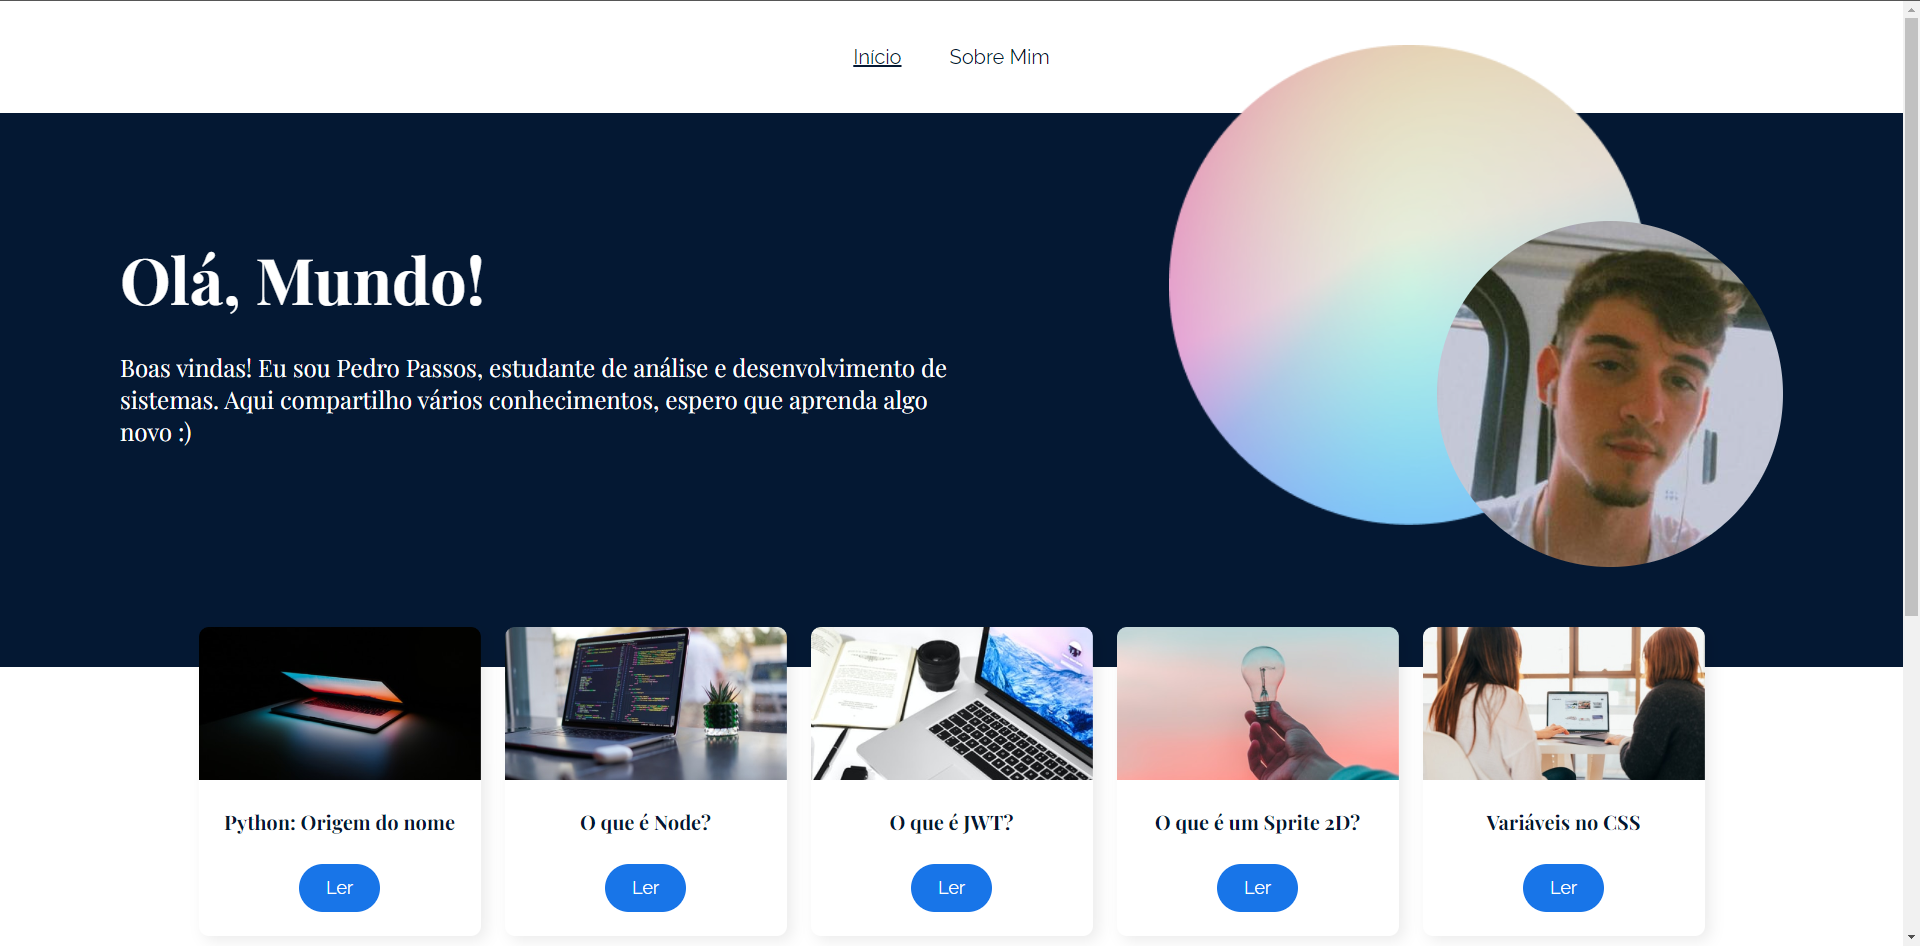 Início Sobre Mim
Olá, Mundo!
Boas vindas! Eu sou Pedro Passos, estudante de análise e desenvolvimento de
sistemas. Aqui compartilho vários conhecimentos, espero que aprenda algo
novo :)
Python: Origem do nome
Ler
O que é Node?
Ler
O que é JWT?
Ler
O que é um Sprite 2D?
Ler
Variáveis no CSS
Ler